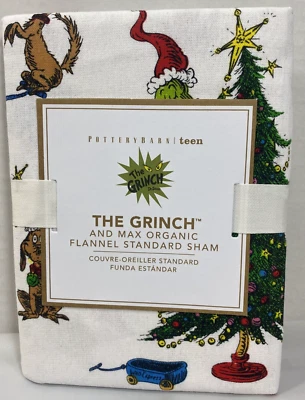 POTTERYBARN | teen
The
GRINCH
THE GRINCH™
AND MAX ORGANIC
FLANNEL STANDARD SHAM
COUVRE-OREILLER STANDARD
FUNDA ESTÁNDAR